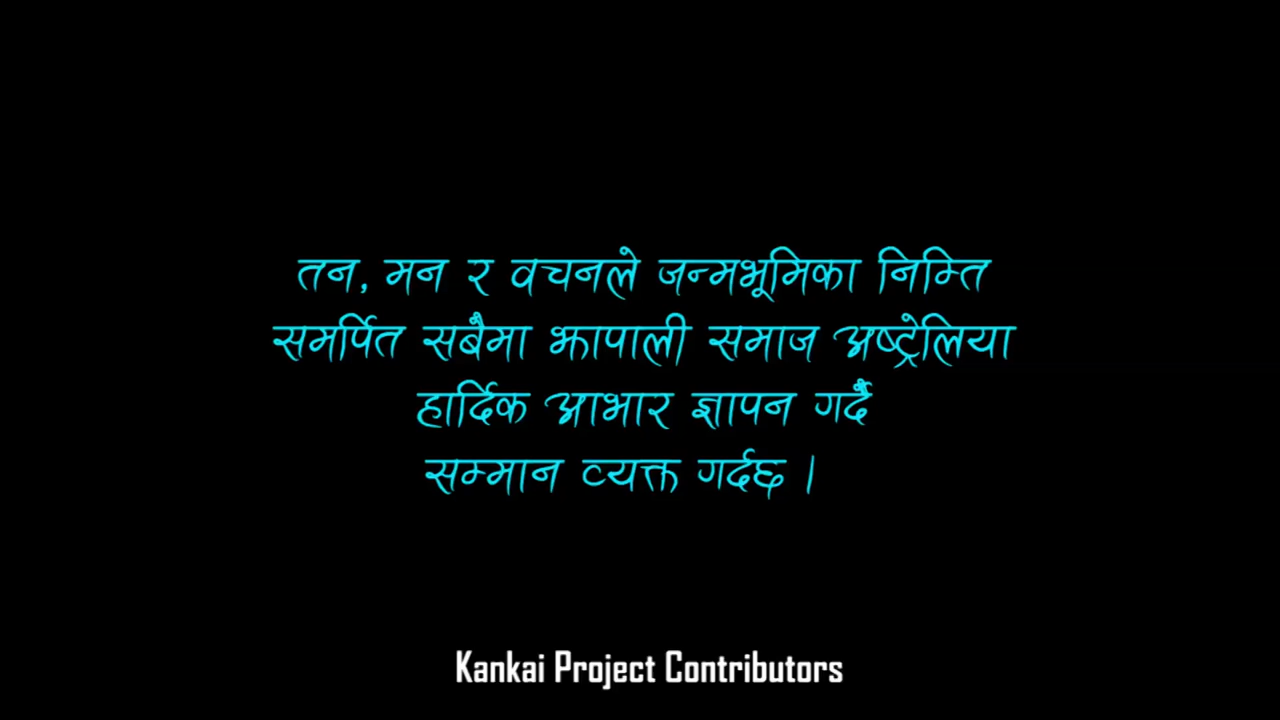 तन, मन र वचनले जन्मभूमिका निम्ति
समर्पित सबैमा झापाली समाज अष्ट्रेलिया
हार्दिक आभार ज्ञापन गर्दै
सम्मान व्यक्त गर्दछ ।
Kankai Project Contributors